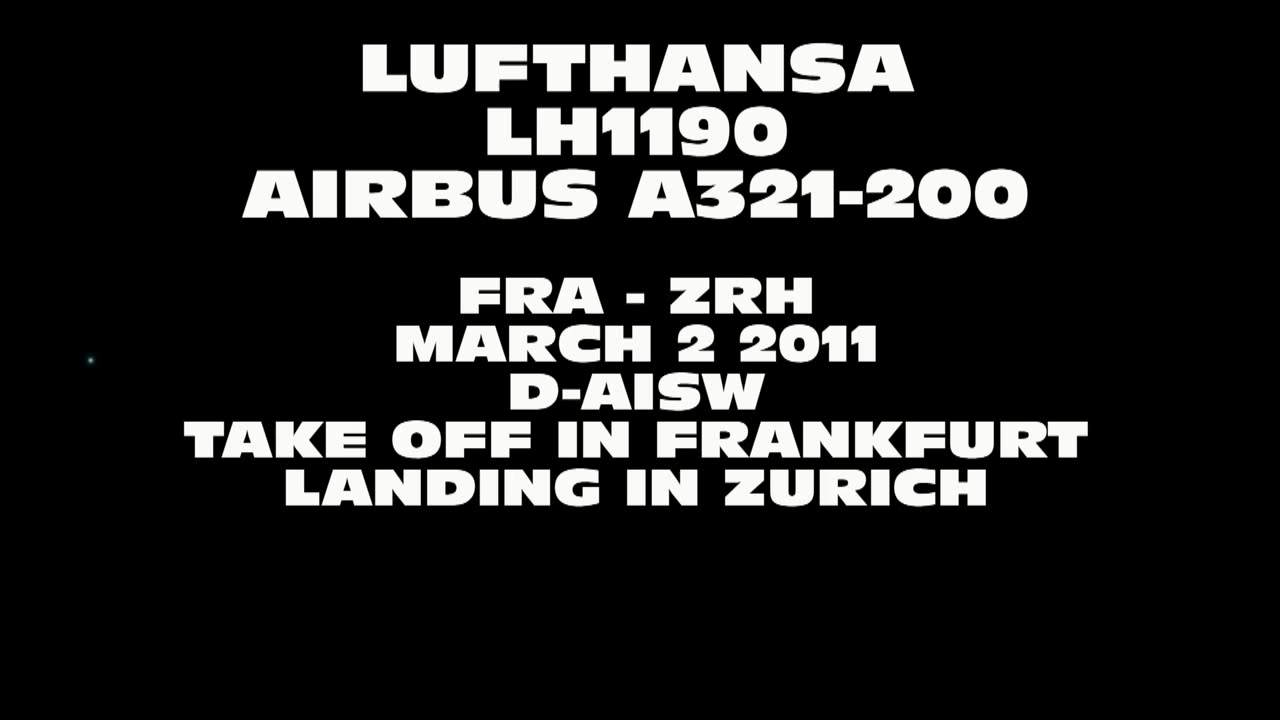 LUFTHANSA
LH1190
AIRBUS A321-200
FRA - ZRH
MARCH 2 2011
D-AISW
TAKE OFF IN FRANKFURT
LANDING IN ZURICH